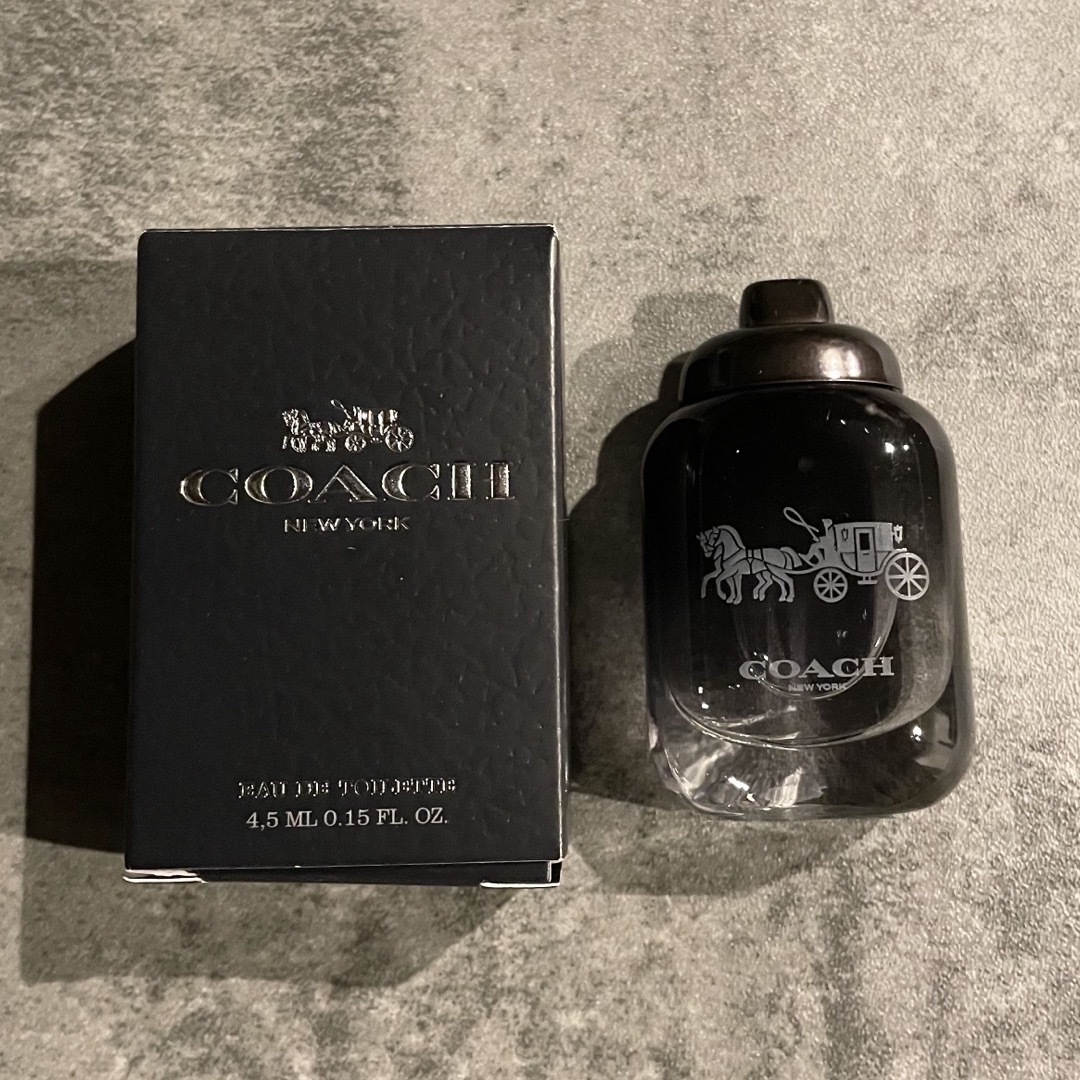 COACH
NEW YORK
EAU DE TOILETTE
4,5 ML 0.15 FL. OZ.
COACH
NEW YORK